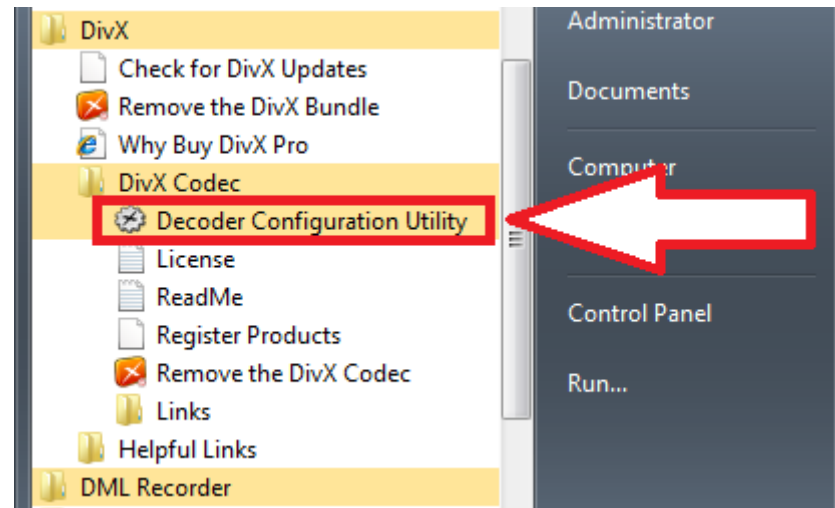 DivX
Check for DivX Updates
Remove the DivX Bundle
Why Buy DivX Pro
DivX Codec
Decoder Configuration Utility
License
ReadMe
Register Products
Remove the DivX Codec
Links
Helpful Links
DML Recorder
Administrator
Documents
Computer
Control Panel
Run...